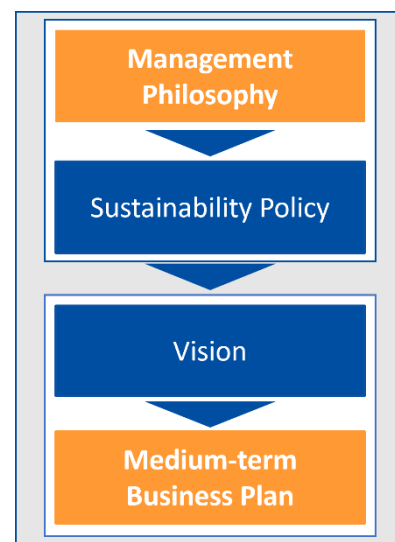 Management
Philosophy
Sustainability Policy
Vision
Medium-term
Business Plan